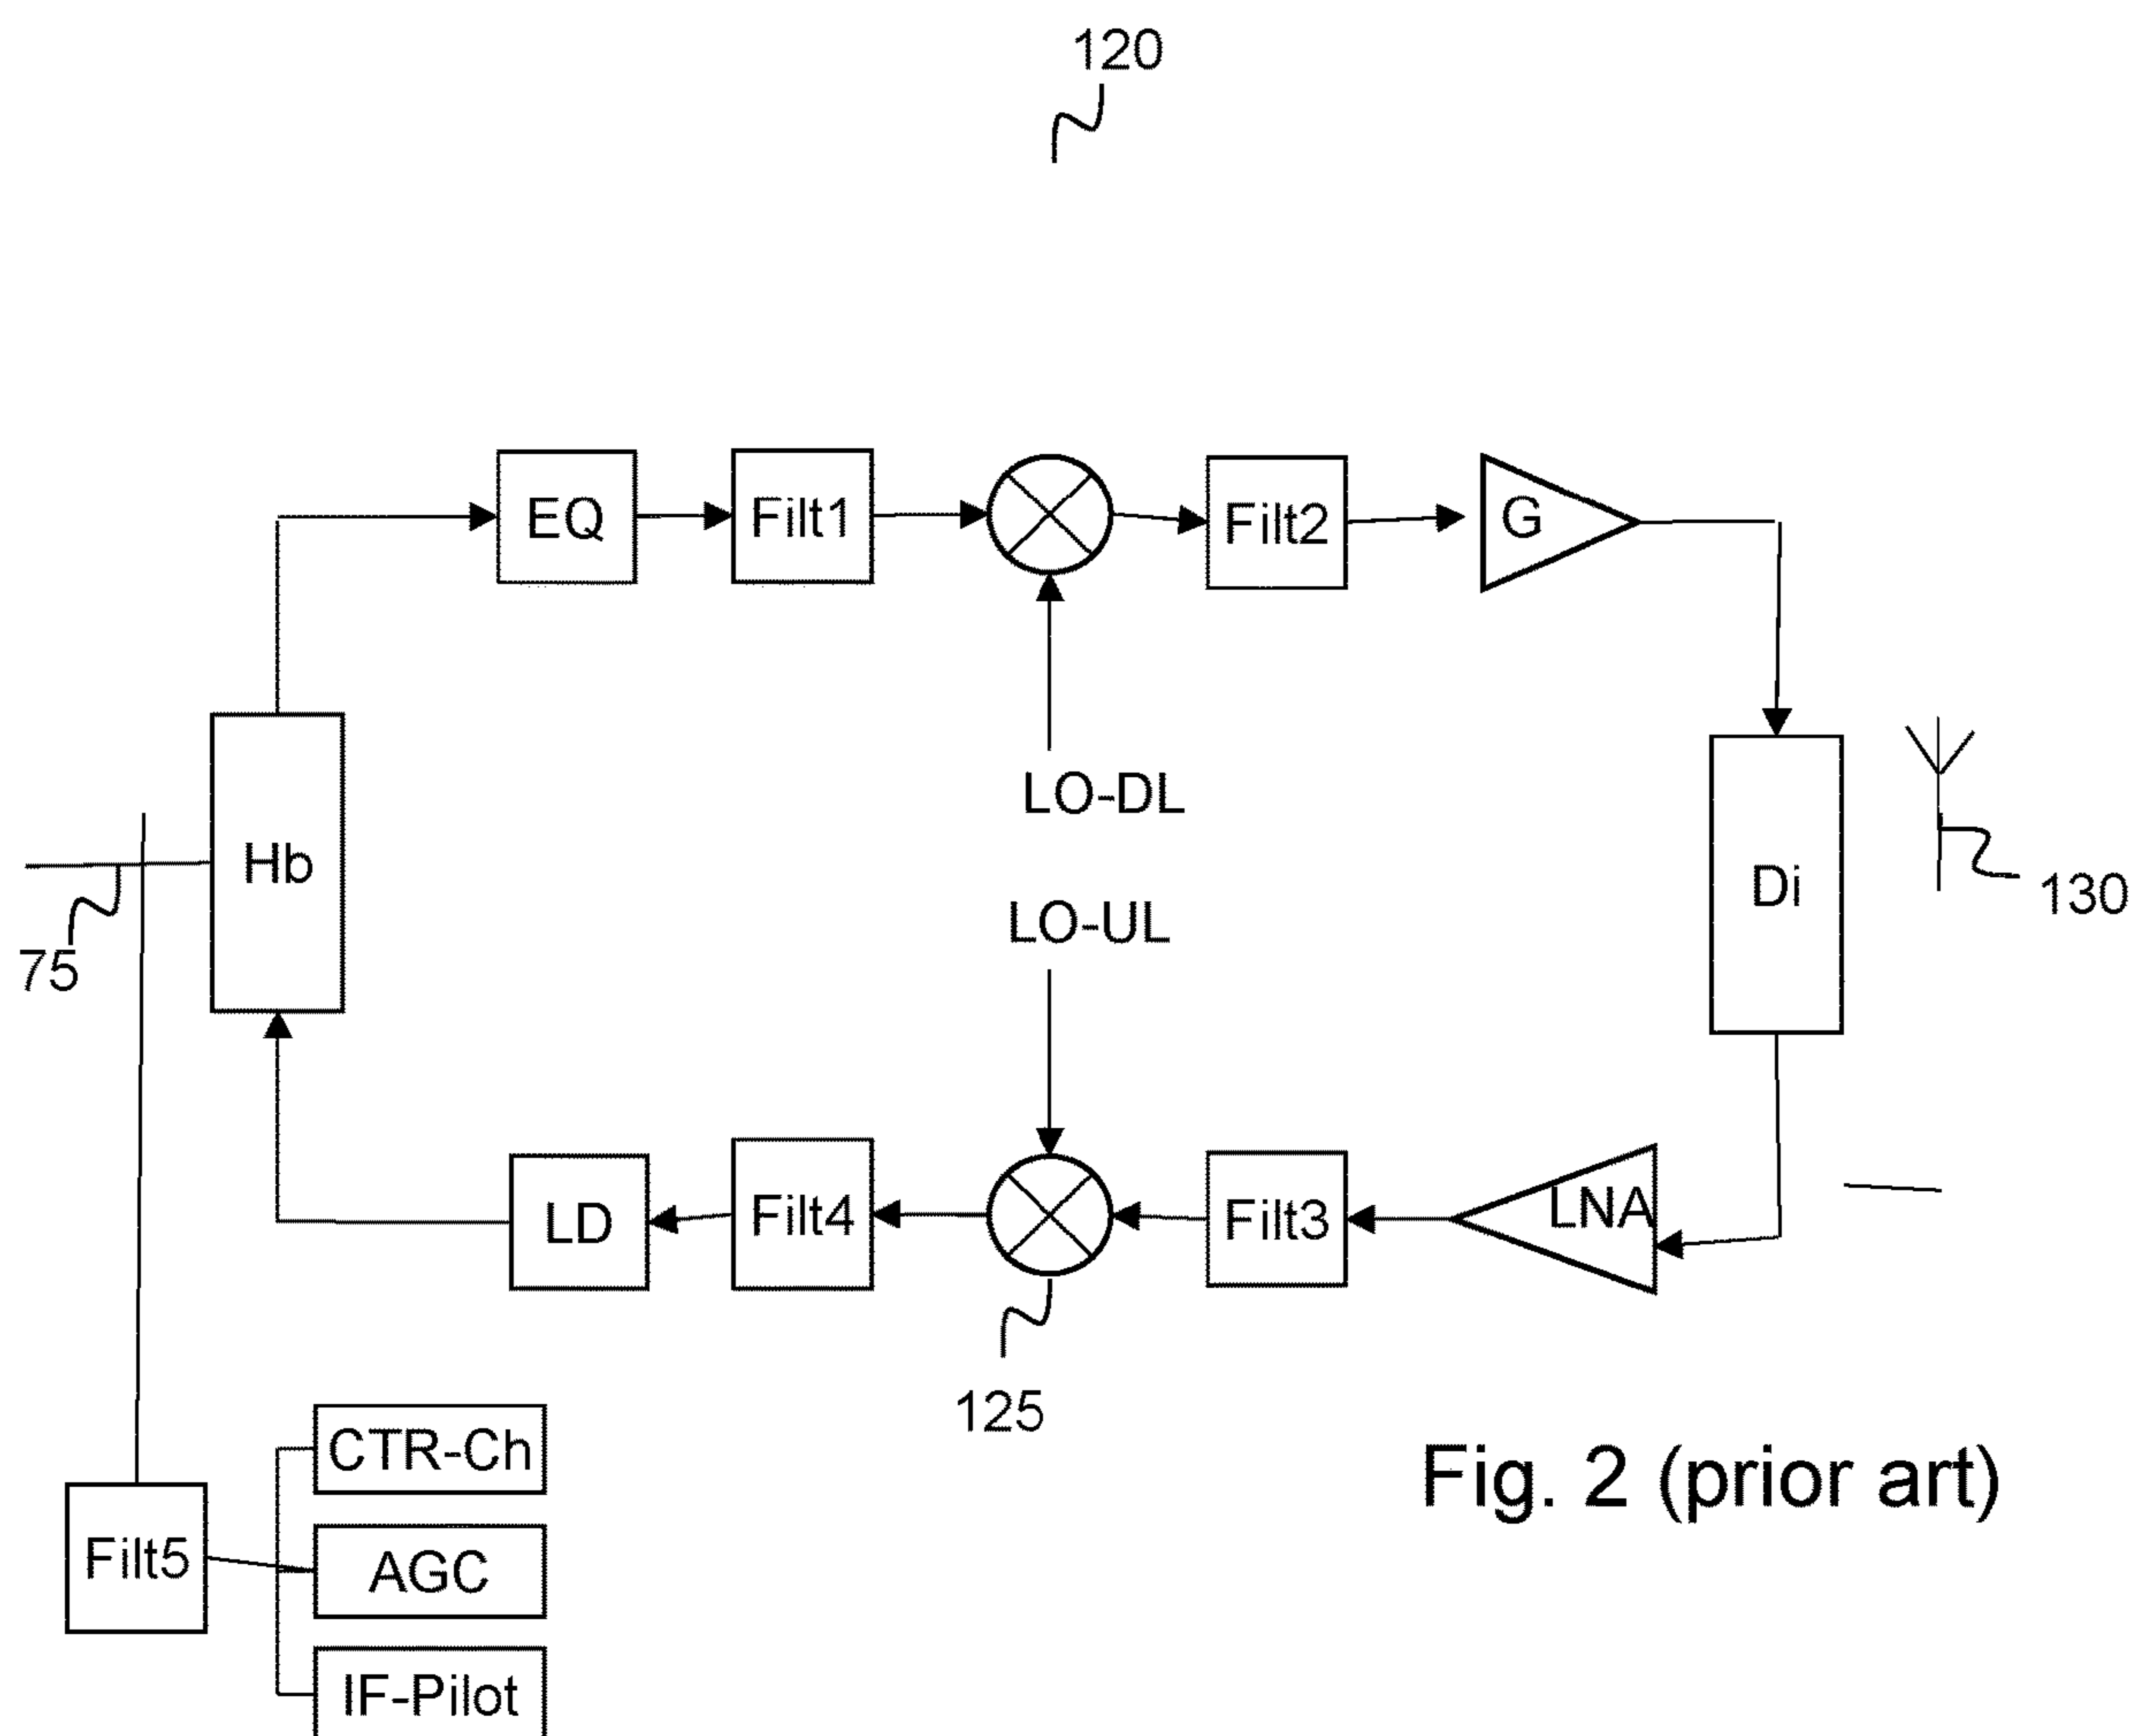 120
EQ
Filt1
Filt2
G
LO-DL
Hb
Di
LO-UL
130
75
LD
Filt4
Filt3
LNA
125
CTR-Ch
Fig. 2 (prior art)
Filt5
AGC
IF-Pilot